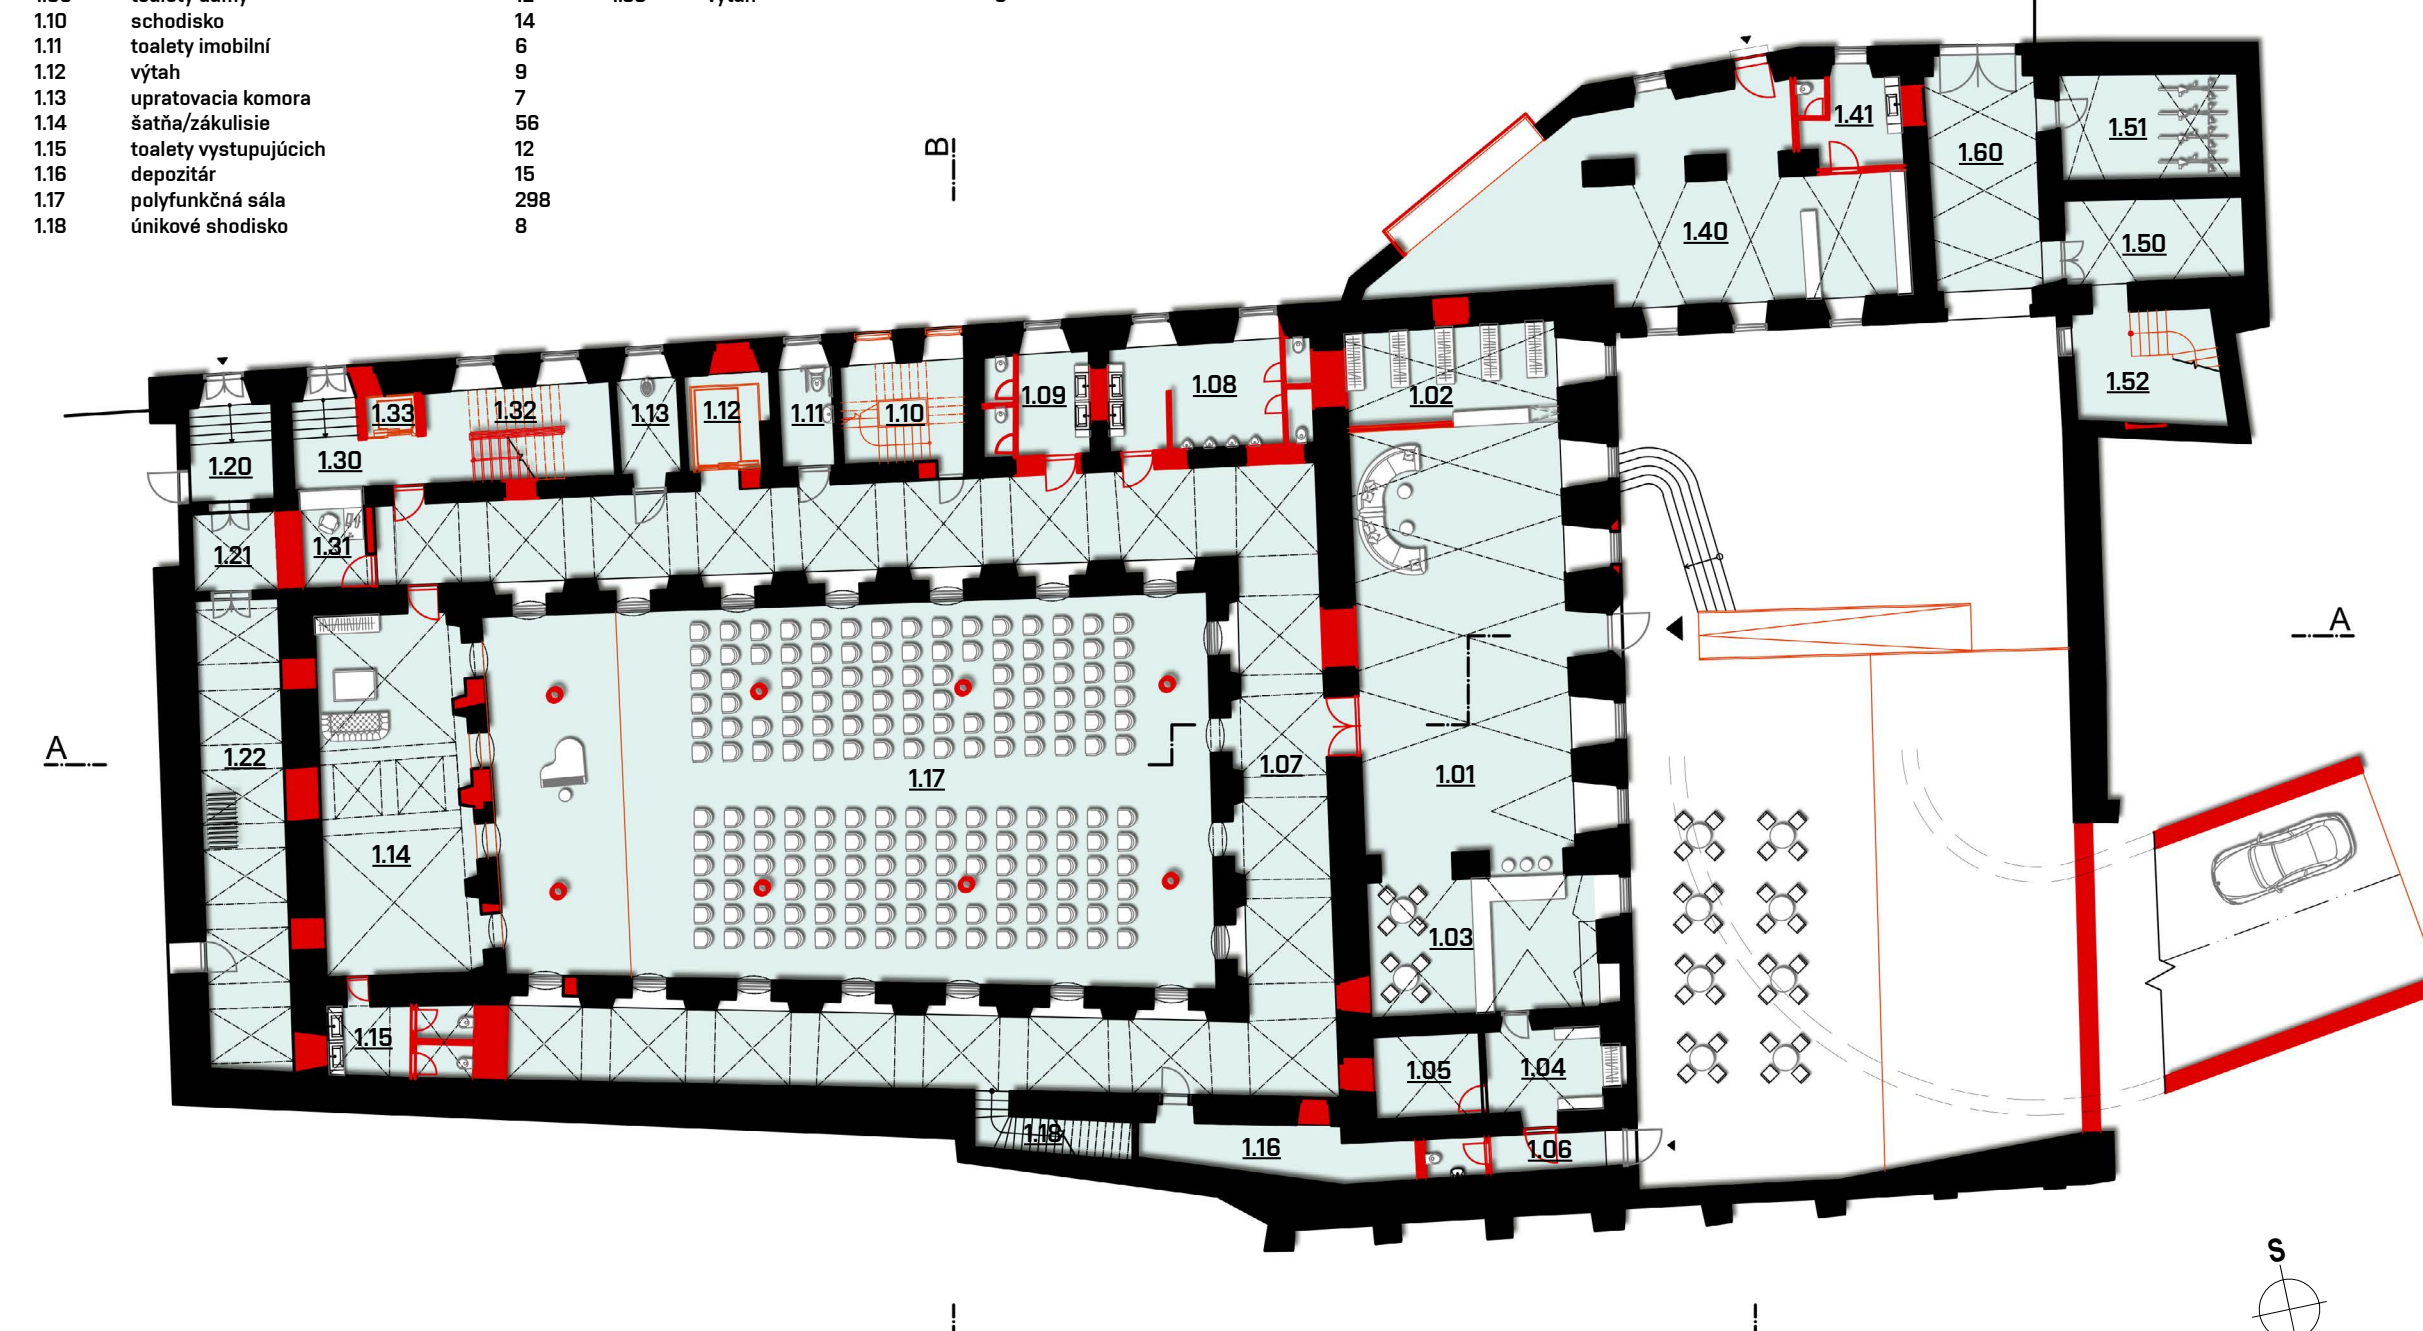 1.10 schodisko 14
1.11 toalety imobilní 6
1.12 výtah 9
1.13 upratovacia komora 7
1.14 šatňa/zákulisie 56
1.15 toalety vystupujúcich 12
1.16 depozitár 15
1.17 polyfunkčná sála 298
1.18 únikové shodisko 8
B
1.41
1.51
1.60
1.40
1.50
1.52
1.33
1.32
1.13
1.12
1.11
1.10
1.09
1.08
1.02
1.20
1.30
1.21
1.31
A
A
1.22
1.17
1.07
1.01
1.14
1.03
1.15
1.05
1.04
1.18
1.16
1.06
S